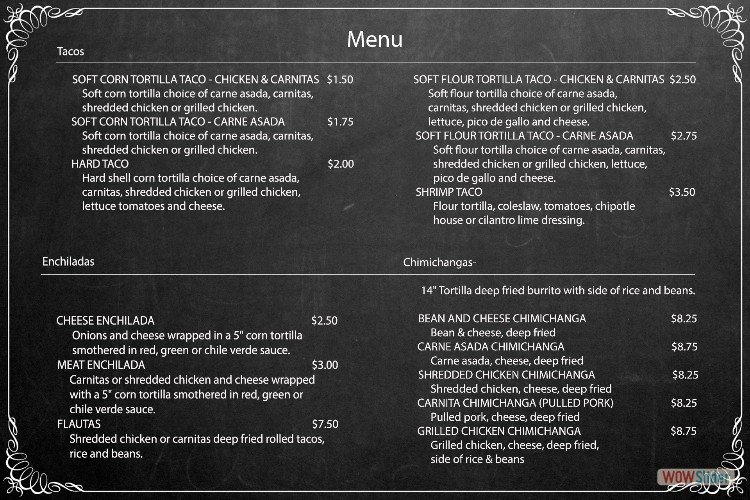 Menu
Tacos
SOFT CORN TORTILLA TACO - CHICKEN & CARNITAS $1.50
Soft corn tortilla choice of carne asada, carnitas,
shredded chicken or grilled chicken.
SOFT CORN TORTILLA TACO - CARNE ASADA $1.75
Soft corn tortilla choice of carne asada, carnitas,
shredded chicken or grilled chicken.
HARD TACO $2.00
Hard shell corn tortilla choice of carne asada,
carnitas, shredded chicken or grilled chicken,
lettuce tomatoes and cheese.
SOFT FLOUR TORTILLA TACO - CHICKEN & CARNITAS $2.50
Soft flour tortilla choice of carne asada,
carnitas, shredded chicken or grilled chicken,
lettuce, pico de gallo and cheese.
SOFT FLOUR TORTILLA TACO - CARNE ASADA $2.75
Soft flour tortilla choice of carne asada, carnitas,
shredded chicken or grilled chicken, lettuce,
pico de gallo and cheese.
SHRIMP TACO $3.50
Flour tortilla, coleslaw, tomatoes, chipotle
house or cilantro lime dressing.
Enchiladas
CHEESE ENCHILADA $2.50
Onions and cheese wrapped in a 5" corn tortilla
smothered in red, green or chile verde sauce.
MEAT ENCHILADA $3.00
Carnitas or shredded chicken and cheese wrapped
with a 5" corn tortilla smothered in red, green or
chile verde sauce.
FLAUTAS $7.50
Shredded chicken or carnitas deep fried rolled tacos,
rice and beans.
Chimichangas-
14" Tortilla deep fried burrito with side of rice and beans.
BEAN AND CHEESE CHIMICHANGA $8.25
Bean & cheese, deep fried
CARNE ASADA CHIMICHANGA $8.75
Carne asada, cheese, deep fried
SHREDDED CHICKEN CHIMICHANGA $8.25
Shredded chicken, cheese, deep fried
CARNITA CHIMICHANGA (PULLED PORK) $8.25
Pulled pork, cheese, deep fried
GRILLED CHICKEN CHIMICHANGA $8.75
Grilled chicken, cheese, deep fried,
side of rice & beans
WOWSlider